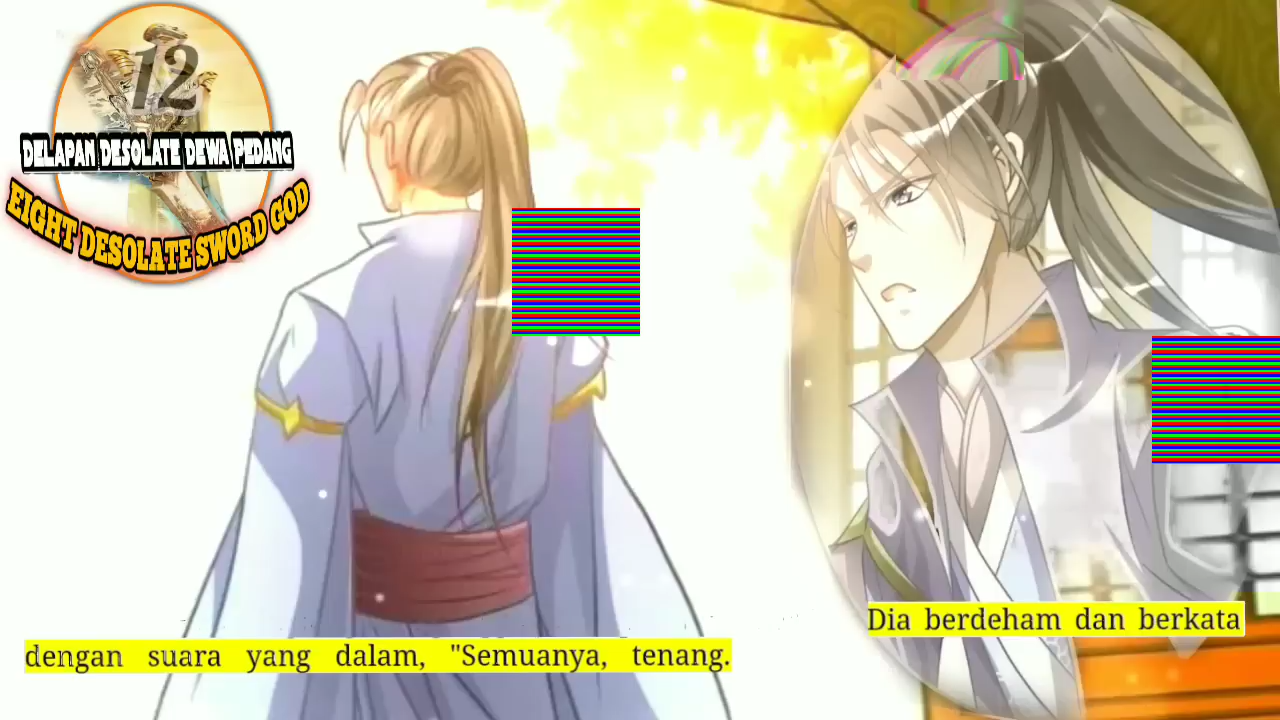 12
DELAPAN DESOLATE DEWA PEDANG
EIGHT DESOLATE SWORD GOD
Dia berdeham dan berkata
dengan suara yang dalam, "Semuanya, tenang.